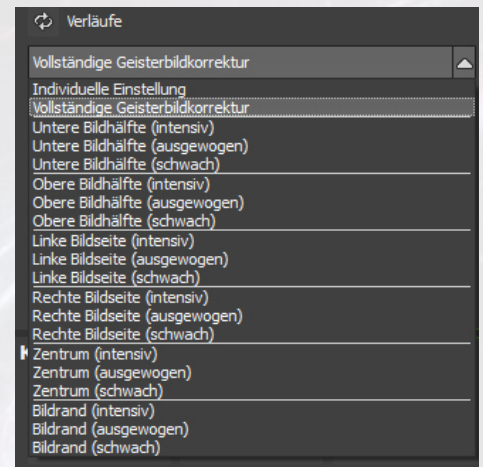 Verläufe
Vollständige Geisterbildkorrektur
Individuelle Einstellung
Vollständige Geisterbildkorrektur
Untere Bildhälfte (intensiv)
Untere Bildhälfte (ausgewogen)
Untere Bildhälfte (schwach)
Obere Bildhälfte (intensiv)
Obere Bildhälfte (ausgewogen)
Obere Bildhälfte (schwach)
Linke Bildseite (intensiv)
Linke Bildseite (ausgewogen)
Linke Bildseite (schwach)
Rechte Bildseite (intensiv)
Rechte Bildseite (ausgewogen)
Rechte Bildseite (schwach)
Zentrum (intensiv)
Zentrum (ausgewogen)
Zentrum (schwach)
Bildrand (intensiv)
Bildrand (ausgewogen)
Bildrand (schwach)